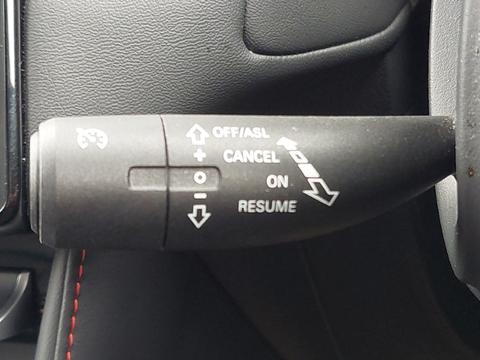 OFF/ASL
+ CANCEL
O ON
− RESUME